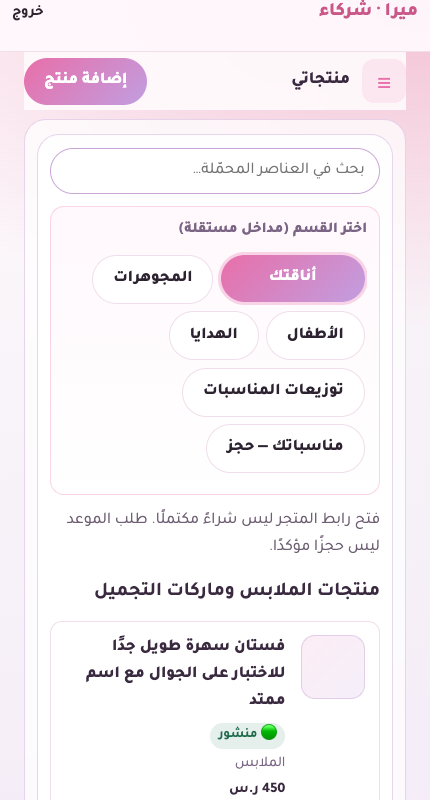 ميرا · شركاء
خروج
منتجاتي
إضافة منتج
بحث في العناصر المحمّلة...
اختر القسم (مداخل مستقلة)
أناقتك
المجوهرات
الأطفال
الهدايا
توزيعات المناسبات
مناسباتك — حجز
فتح رابط المتجر ليس شراءً مكتملًا. طلب الموعد
ليس حجزًا مؤكدًا.
منتجات الملابس وماركات التجميل
فستان سهرة طويل جدًا
للاختبار على الجوال مع اسم
ممتد
منشور
الملابس
450 ر.س